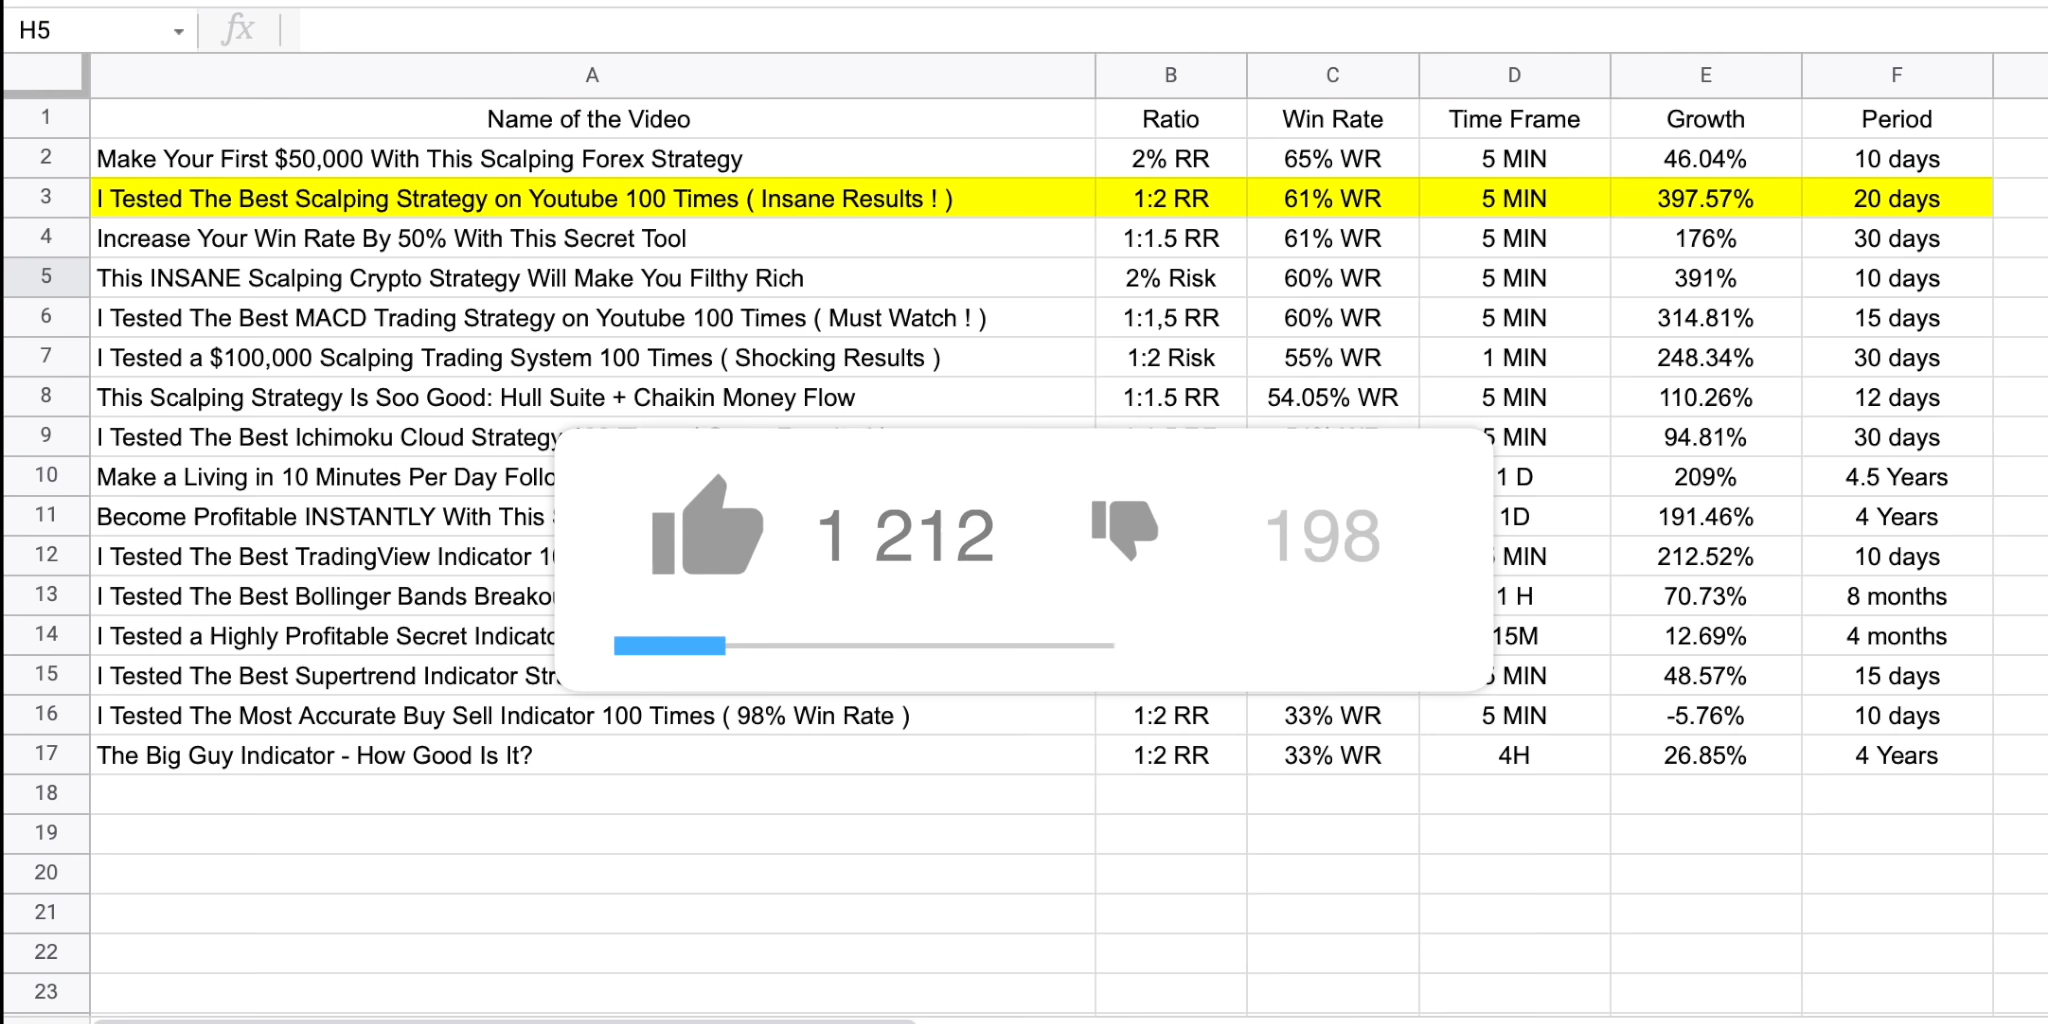 H5 fx
A B C D E F
1 Name of the Video Ratio Win Rate Time Frame Growth Period
2 Make Your First $50,000 With This Scalping Forex Strategy 2% RR 65% WR 5 MIN 46.04% 10 days
3 I Tested The Best Scalping Strategy on Youtube 100 Times ( Insane Results ! ) 1:2 RR 61% WR 5 MIN 397.57% 20 days
4 Increase Your Win Rate By 50% With This Secret Tool 1:1.5 RR 61% WR 5 MIN 176% 30 days
5 This INSANE Scalping Crypto Strategy Will Make You Filthy Rich 2% Risk 60% WR 5 MIN 391% 10 days
6 I Tested The Best MACD Trading Strategy on Youtube 100 Times ( Must Watch ! ) 1:1,5 RR 60% WR 5 MIN 314.81% 15 days
7 I Tested a $100,000 Scalping Trading System 100 Times ( Shocking Results ) 1:2 Risk 55% WR 1 MIN 248.34% 30 days
8 This Scalping Strategy Is Soo Good: Hull Suite + Chaikin Money Flow 1:1.5 RR 54.05% WR 5 MIN 110.26% 12 days
9 I Tested The Best Ichimoku Cloud Strategy 5 MIN 94.81% 30 days
10 Make a Living in 10 Minutes Per Day 1 D 209% 4.5 Years
11 Become Profitable INSTANTLY With This 1D 191.46% 4 Years
12 I Tested The Best TradingView Indicator MIN 212.52% 10 days
13 I Tested The Best Bollinger Bands 1 H 70.73% 8 months
14 I Tested a Highly Profitable Secret 15M 12.69% 4 months
15 I Tested The Best Supertrend Indicator MIN 48.57% 15 days
1 212 198
16 I Tested The Most Accurate Buy Sell Indicator 100 Times ( 98% Win Rate ) 1:2 RR 33% WR 5 MIN -5.76% 10 days
17 The Big Guy Indicator - How Good Is It? 1:2 RR 33% WR 4H 26.85% 4 Years
18
19
20
21
22
23